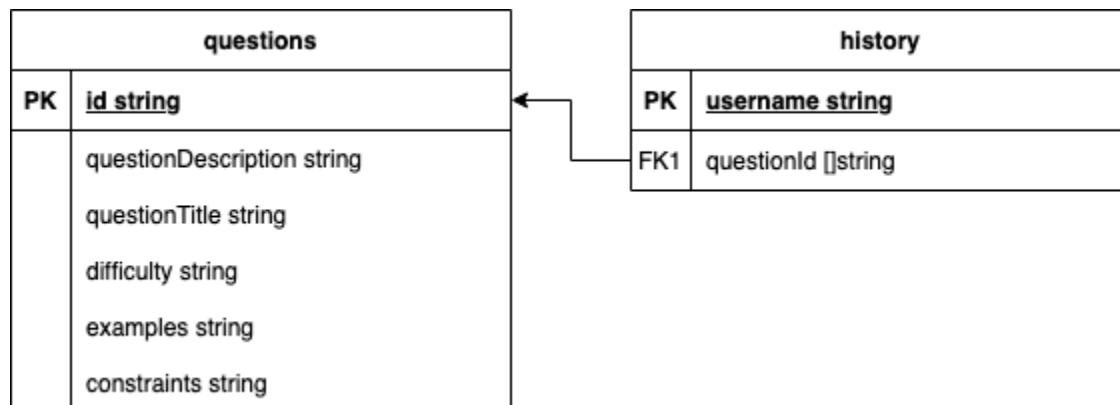 questions
PK id string
questionDescription string
questionTitle string
difficulty string
examples string
constraints string
history
PK username string
FK1 questionId []string